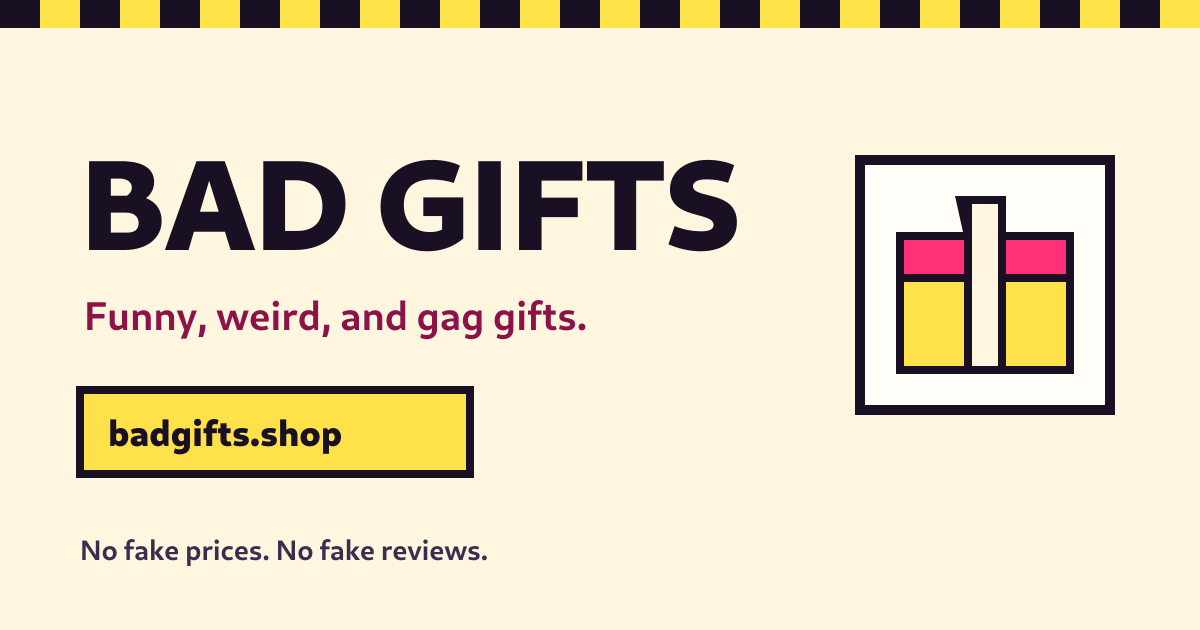 BAD GIFTS
Funny, weird, and gag gifts.
badgifts.shop
No fake prices. No fake reviews.